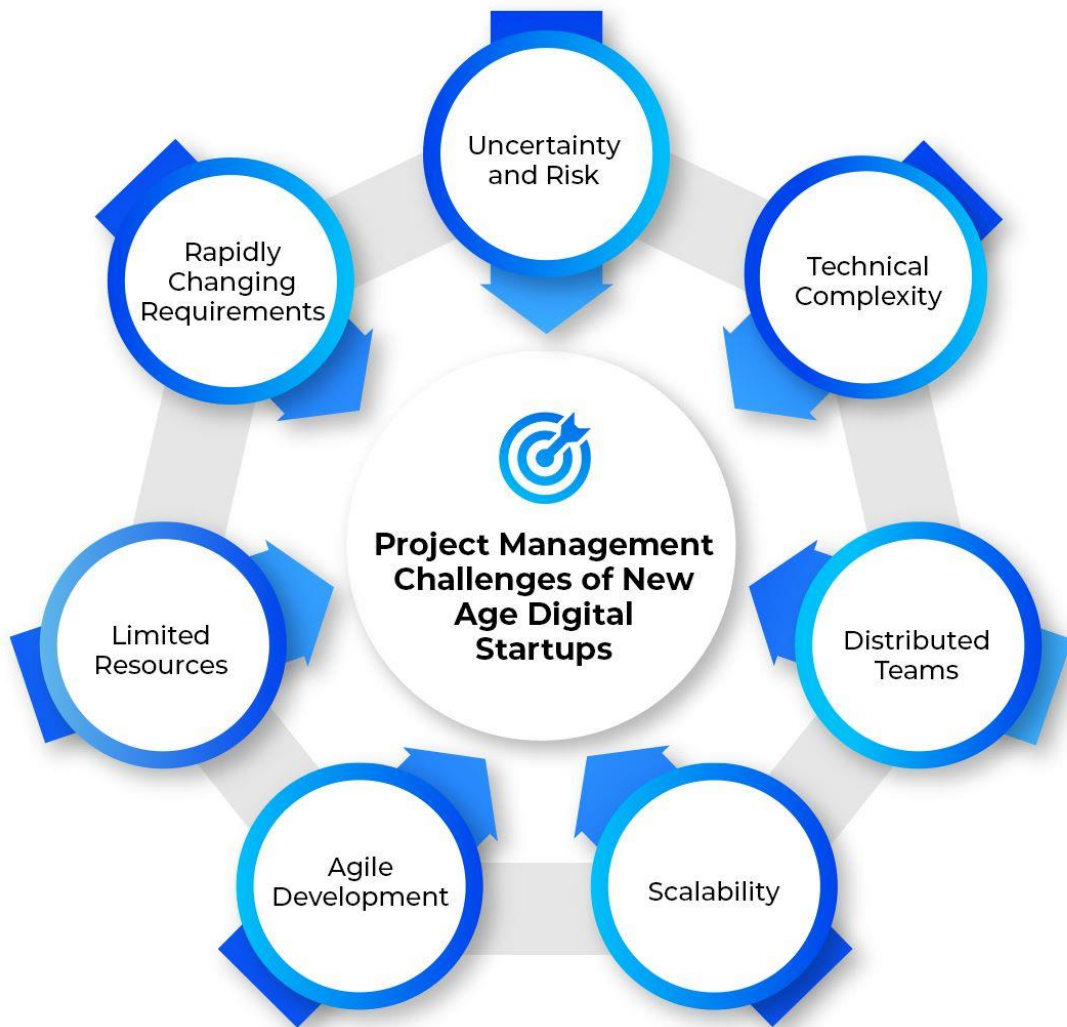 Uncertainty
and Risk
Technical
Complexity
Distributed
Teams
Scalability
Agile
Development
Limited
Resources
Rapidly
Changing
Requirements
Project Management
Challenges of New
Age Digital
Startups